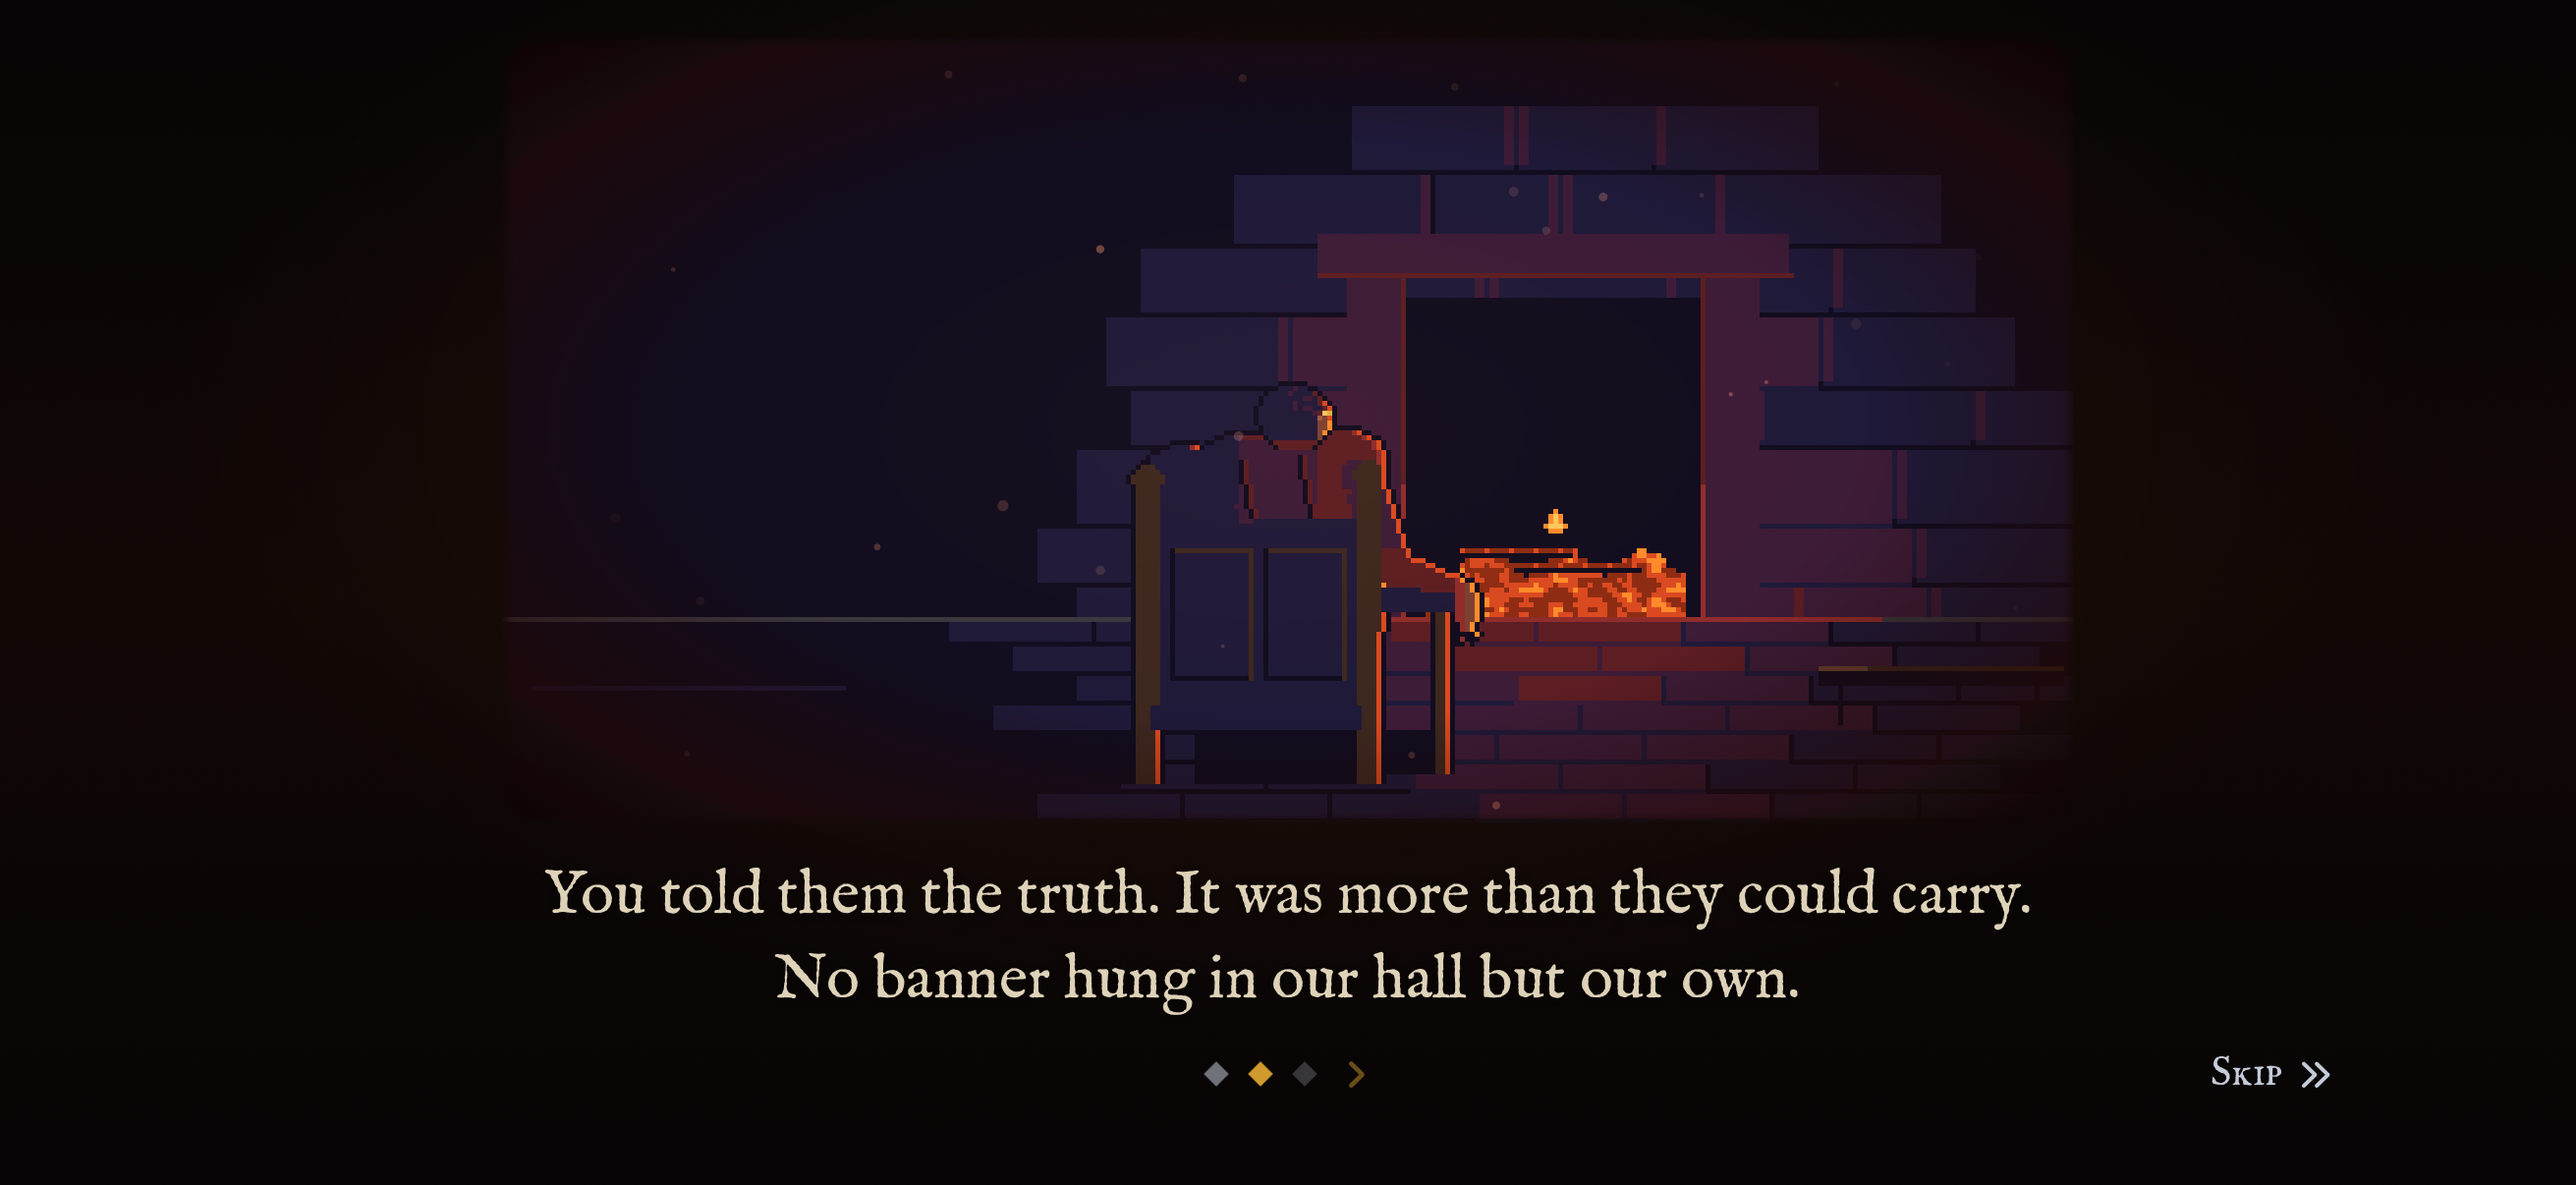 You told them the truth. It was more than they could carry.
No banner hung in our hall but our own.
Skip